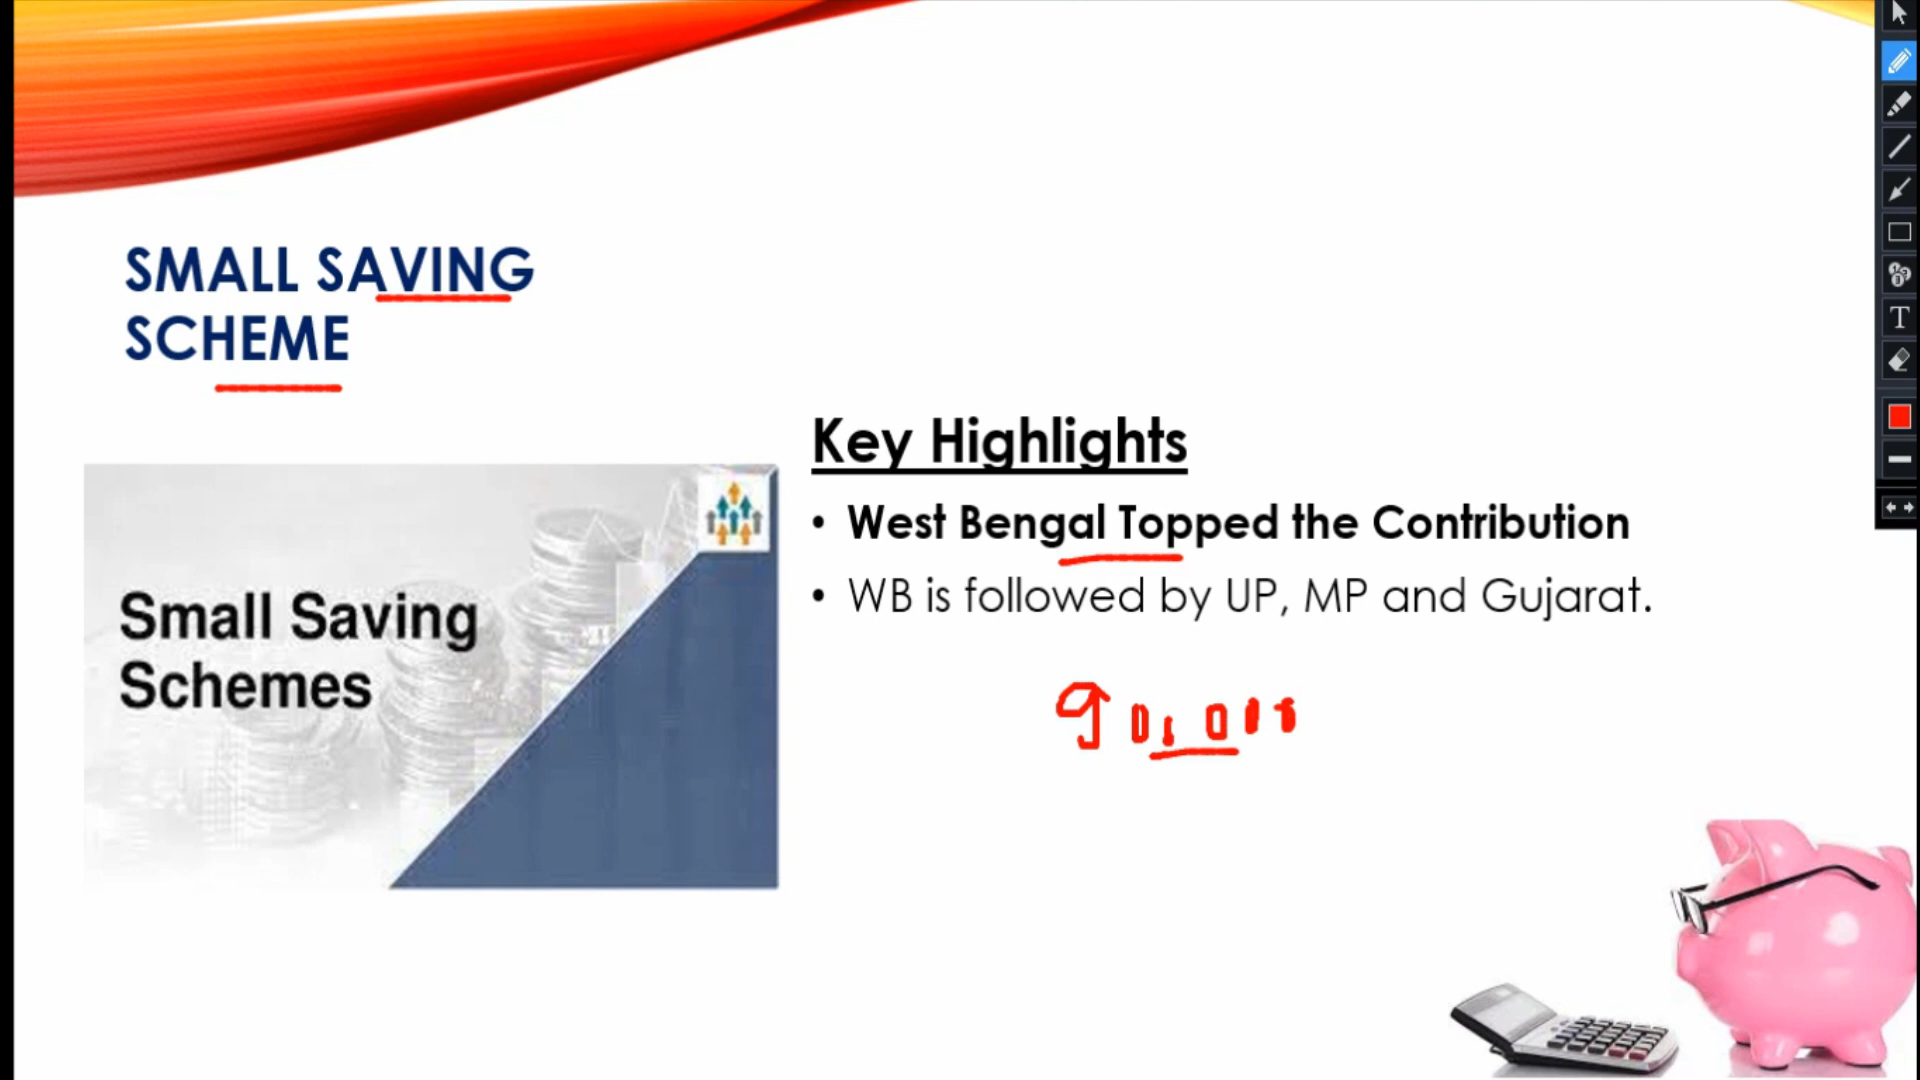 SMALL SAVING
SCHEME
Small Saving
Schemes
Key Highlights
• West Bengal Topped the Contribution
• WB is followed by UP, MP and Gujarat.